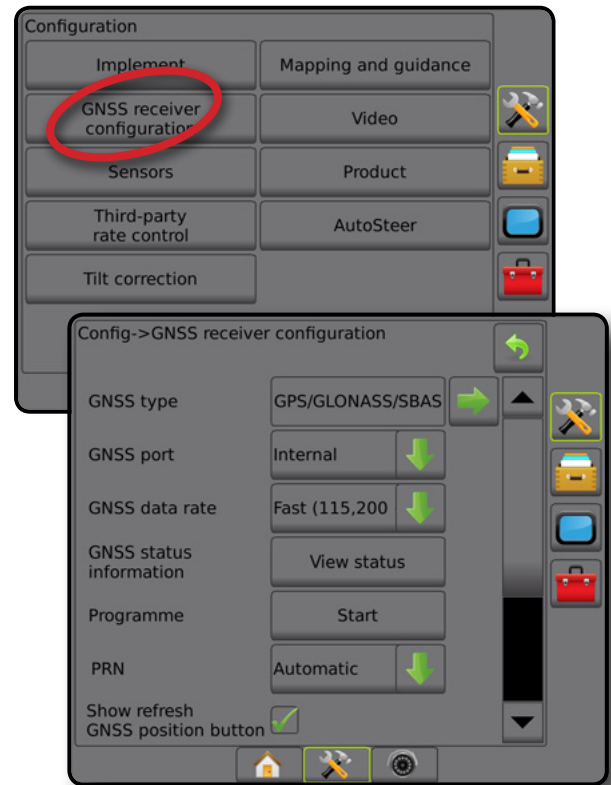 Configuration
Implement
Mapping and guidance
GNSS receiver
configuration
Video
Sensors
Product
Third-party
rate control
AutoSteer
Tilt correction
Config->GNSS receiver configuration
GNSS type
GPS/GLONASS/SBAS
GNSS port
Internal
GNSS data rate
Fast (115,200
GNSS status
information
View status
Programme
Start
PRN
Automatic
Show refresh
GNSS position button